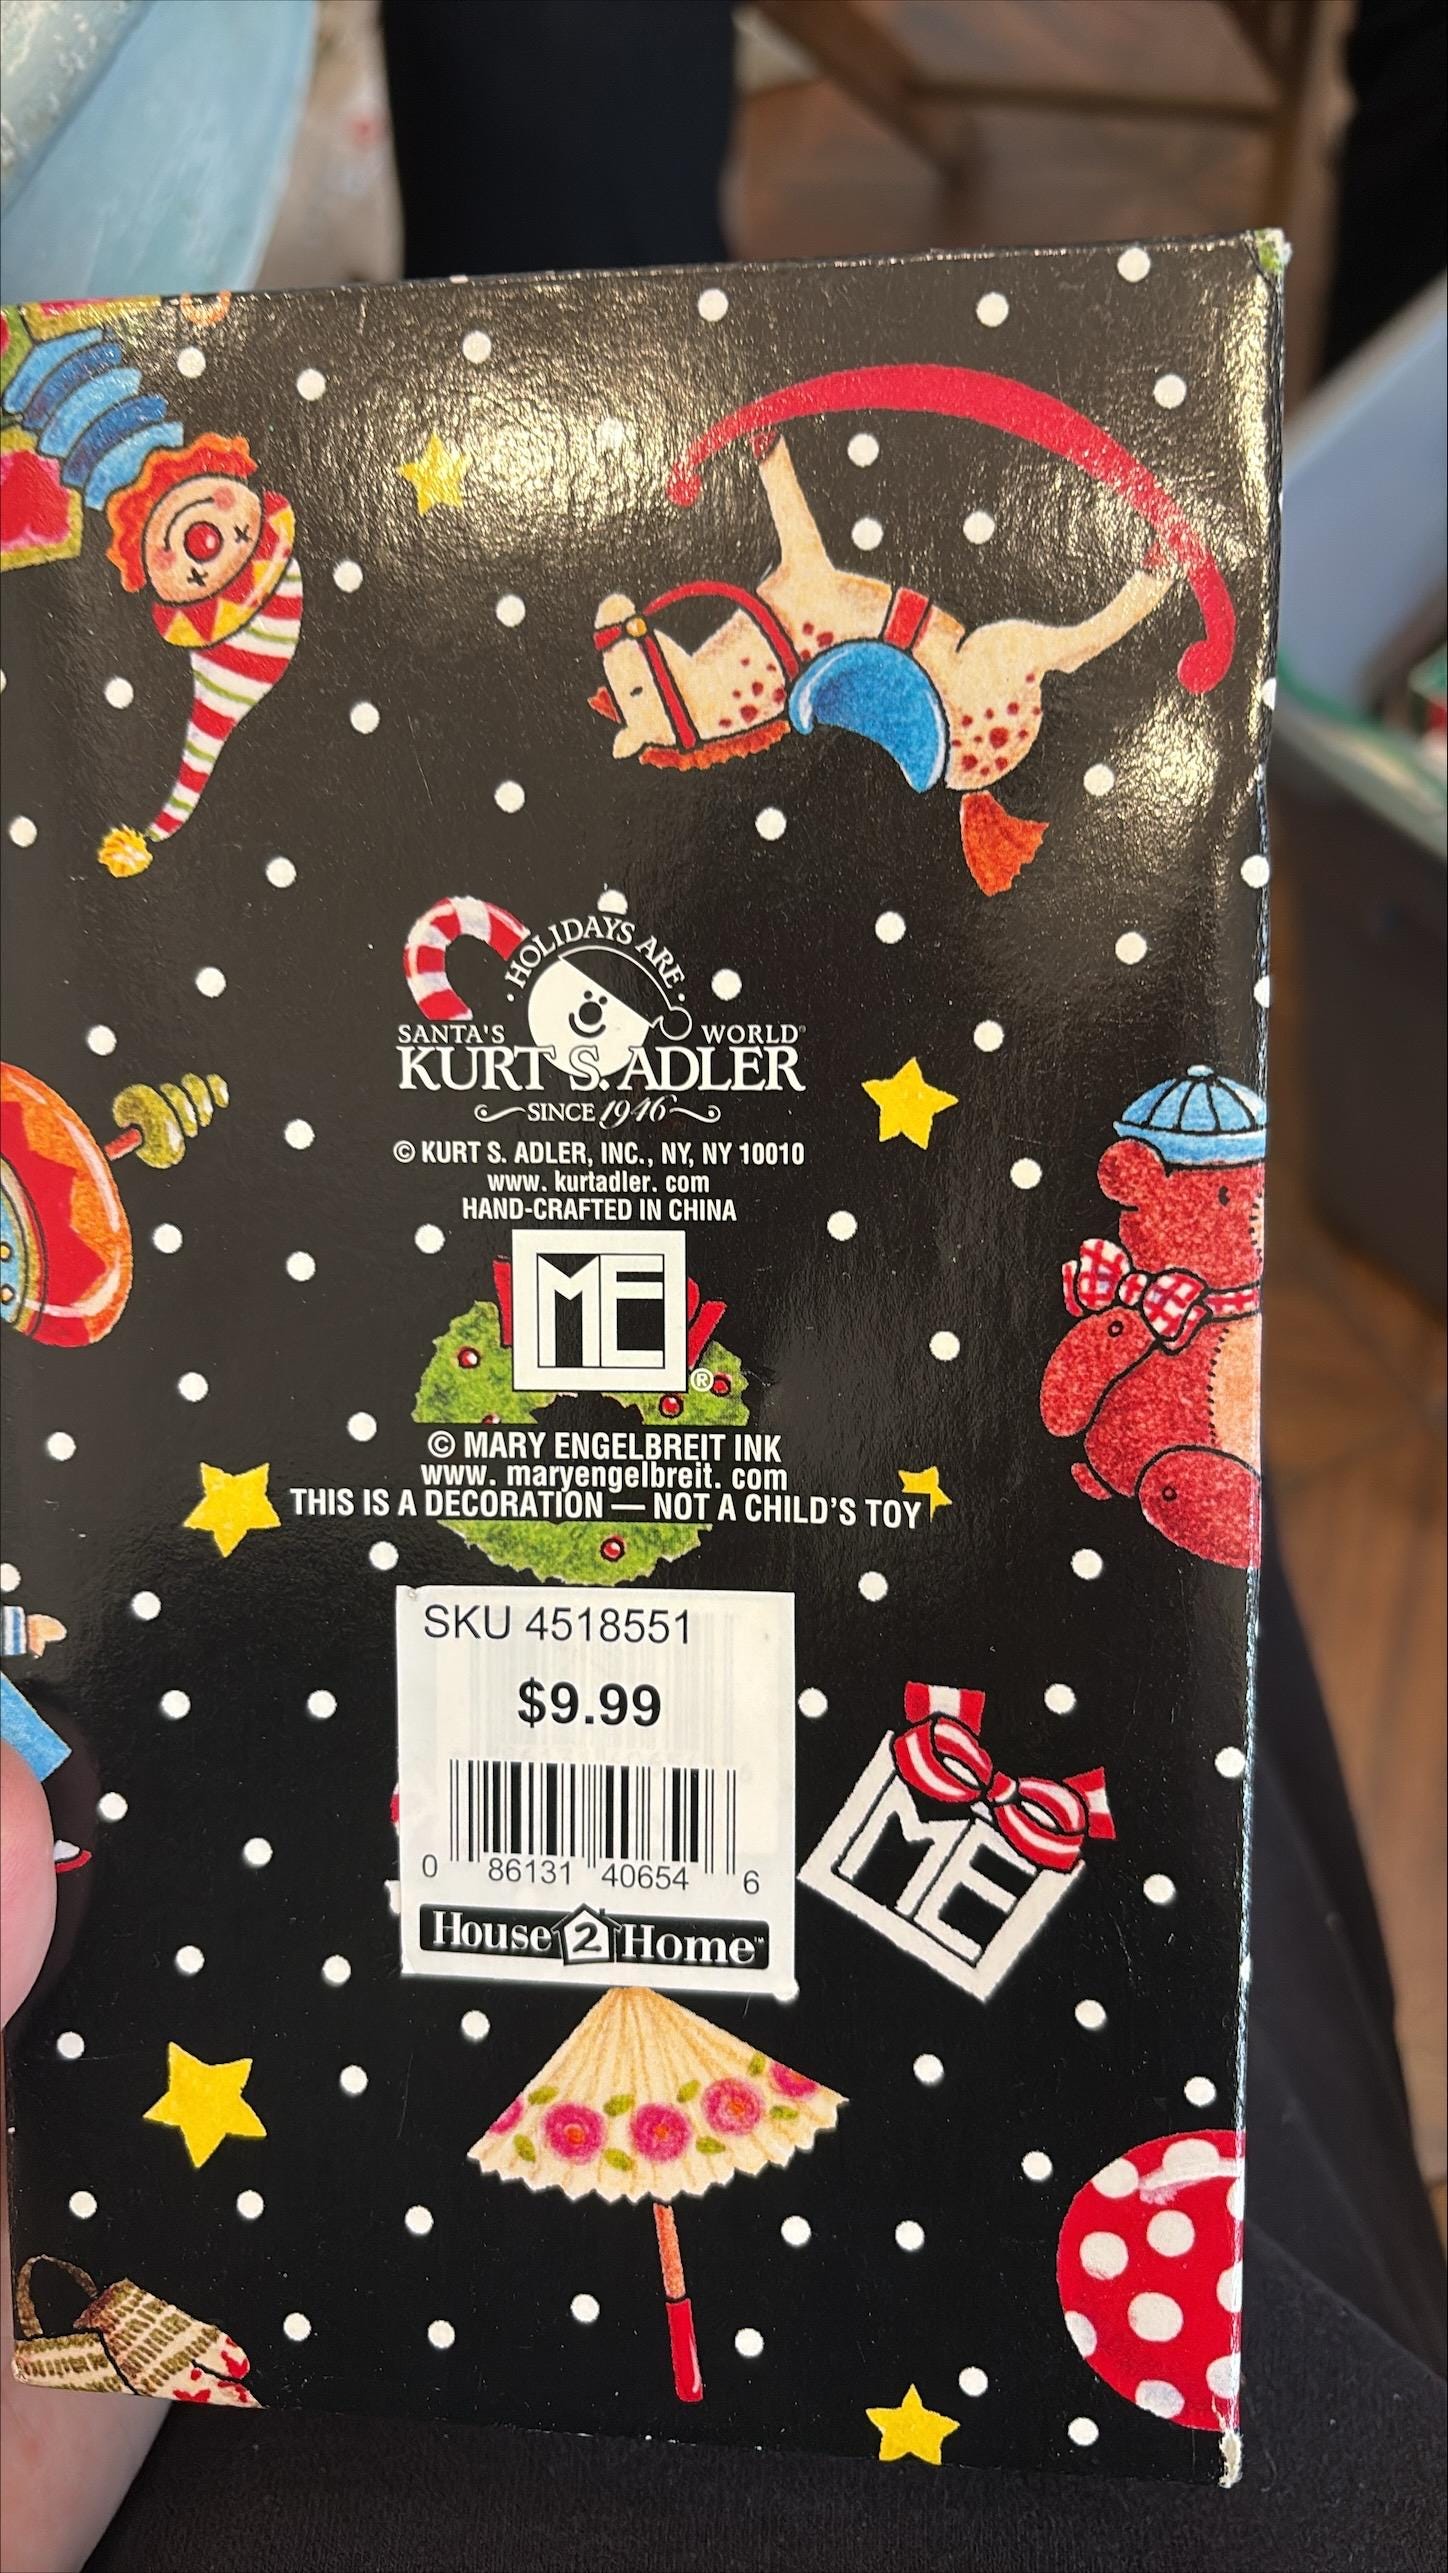 · HOLIDAYS ARE ·
SANTA'S WORLD
KURT S. ADLER
SINCE 1946
© KURT S. ADLER, INC., NY, NY 10010
www. kurtadler. com
HAND-CRAFTED IN CHINA
ME ®
© MARY ENGELBREIT INK
www. maryengelbreit. com
THIS IS A DECORATION — NOT A CHILD'S TOY
SKU 4518551
$9.99
0 86131 40654 6
House 2 Home™
ME